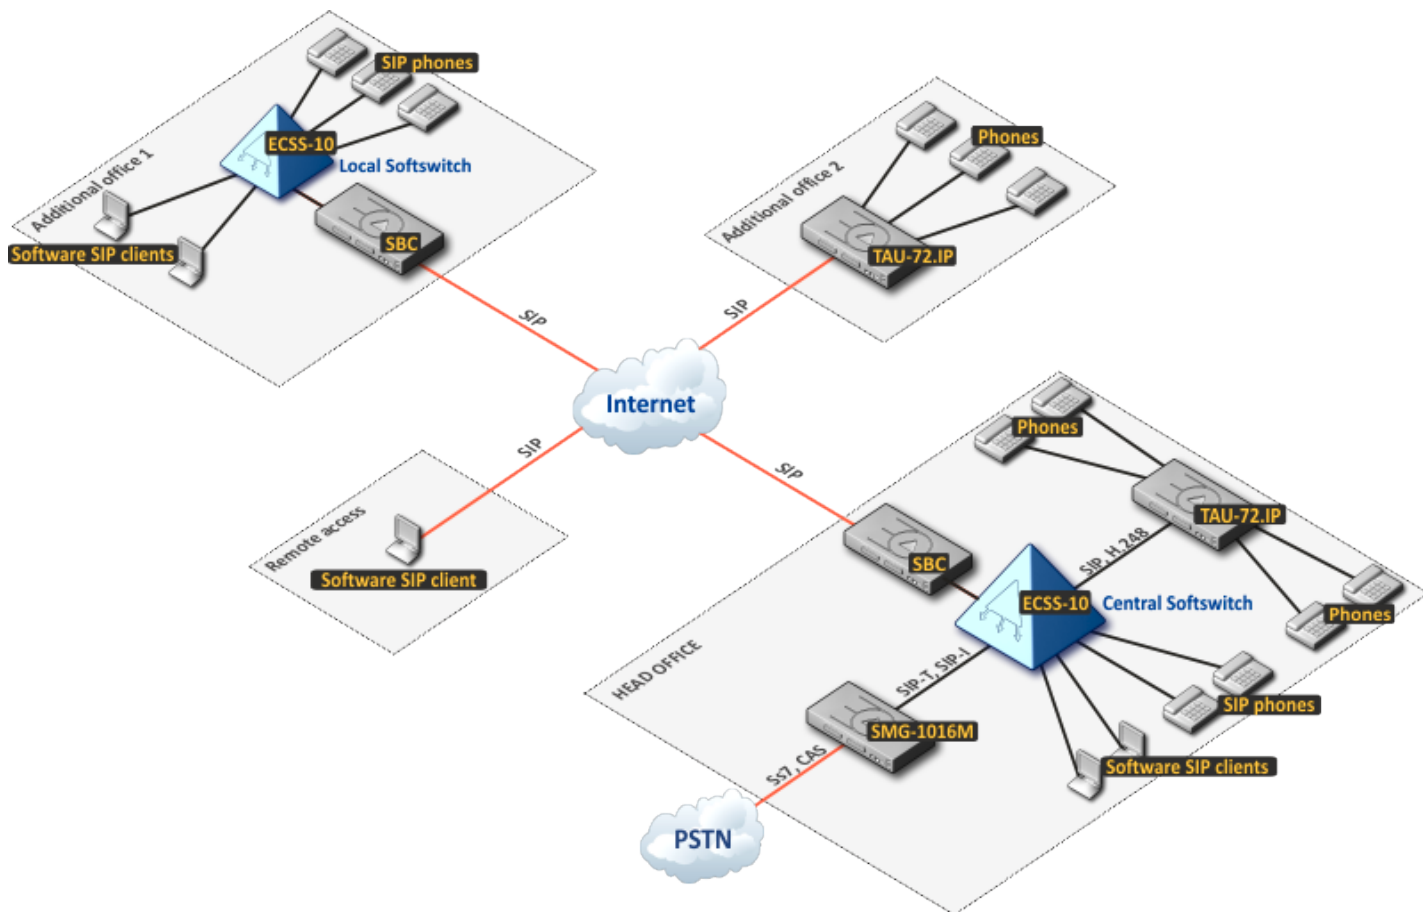 SIP phones
ECSS-10
Local Softswitch
Additional office 1
SBC
Software SIP clients
SIP
Phones
Additional office 2
TAU-72.IP
SIP
Internet
SIP
Remote access
Software SIP client
SIP
Phones
TAU-72.IP
SIP, H.248
SBC
ECSS-10
Central Softswitch
Phones
HEAD OFFICE
SIP-T, SIP-I
SIP phones
SMG-1016M
Software SIP clients
Ss7, CAS
PSTN